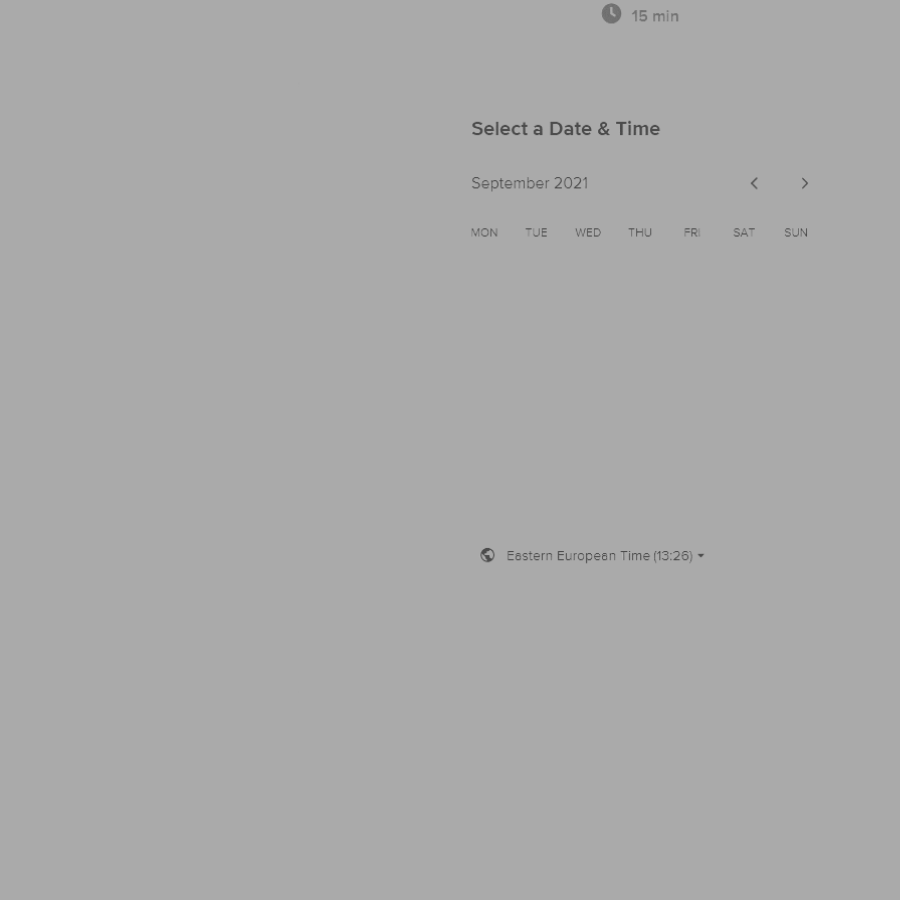 15 min
Select a Date & Time
September 2021
MON TUE WED THU FRI SAT SUN
Eastern European Time (13:26)